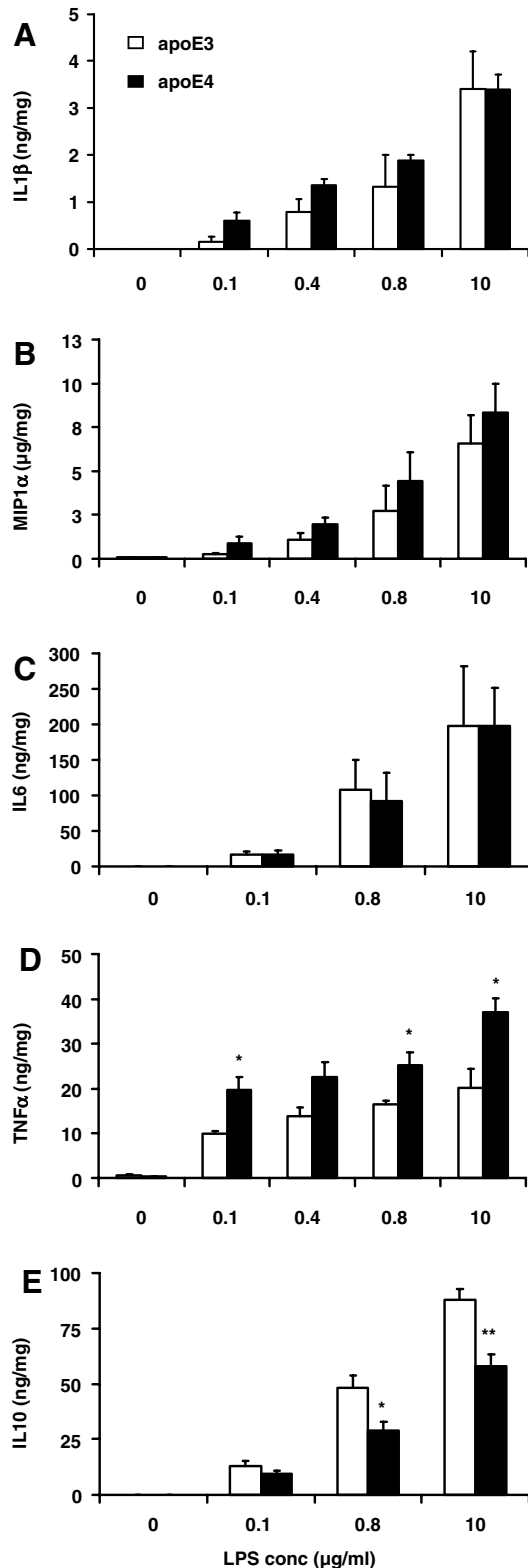 A
apoE3
apoE4
IL1β (ng/mg)
5
4
3
2
1
0
0 0.1 0.4 0.8 10
B
MIP1α (μg/mg)
13
10
8
5
3
0
0 0.1 0.4 0.8 10
C
IL6 (ng/mg)
300
250
200
150
100
50
0
0 0.1 0.8 10
D
TNFα (ng/mg)
50
40
30
20
10
0
* * *
0 0.1 0.4 0.8 10
E
IL10 (ng/mg)
100
75
50
25
0
* **
0 0.1 0.8 10
LPS conc (μg/ml)